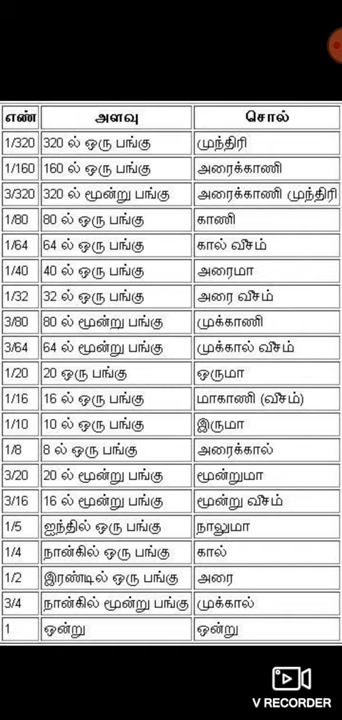 எண் அளவு சொல்
1/320 320 ல் ஒரு பங்கு முந்திரி
1/160 160 ல் ஒரு பங்கு அரைக்காணி
3/320 320 ல் மூன்று பங்கு அரைக்காணி முந்திரி
1/80 80 ல் ஒரு பங்கு காணி
1/64 64 ல் ஒரு பங்கு கால் வீசம்
1/40 40 ல் ஒரு பங்கு அரைமா
1/32 32 ல் ஒரு பங்கு அரை வீசம்
3/80 80 ல் மூன்று பங்கு முக்காணி
3/64 64 ல் மூன்று பங்கு முக்கால் வீசம்
1/20 20 ஒரு பங்கு ஒருமா
1/16 16 ல் ஒரு பங்கு மாகாணி (வீசம்)
1/10 10 ல் ஒரு பங்கு இருமா
1/8 8 ல் ஒரு பங்கு அரைக்கால்
3/20 20 ல் மூன்று பங்கு மூன்றுமா
3/16 16 ல் மூன்று பங்கு மூன்று வீசம்
1/5 ஐந்தில் ஒரு பங்கு நாலுமா
1/4 நான்கில் ஒரு பங்கு கால்
1/2 இரண்டில் ஒரு பங்கு அரை
3/4 நான்கில் மூன்று பங்கு முக்கால்
1 ஒன்று ஒன்று
V RECORDER